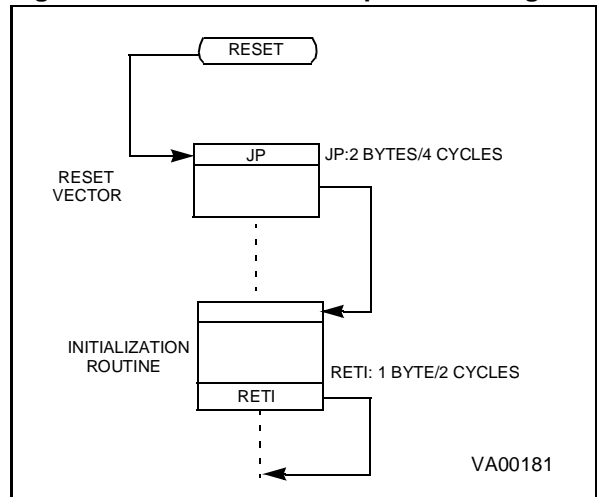 RESET
JP
JP:2 BYTES/4 CYCLES
RESET
VECTOR
INITIALIZATION
ROUTINE
RETI: 1 BYTE/2 CYCLES
RETI
VA00181